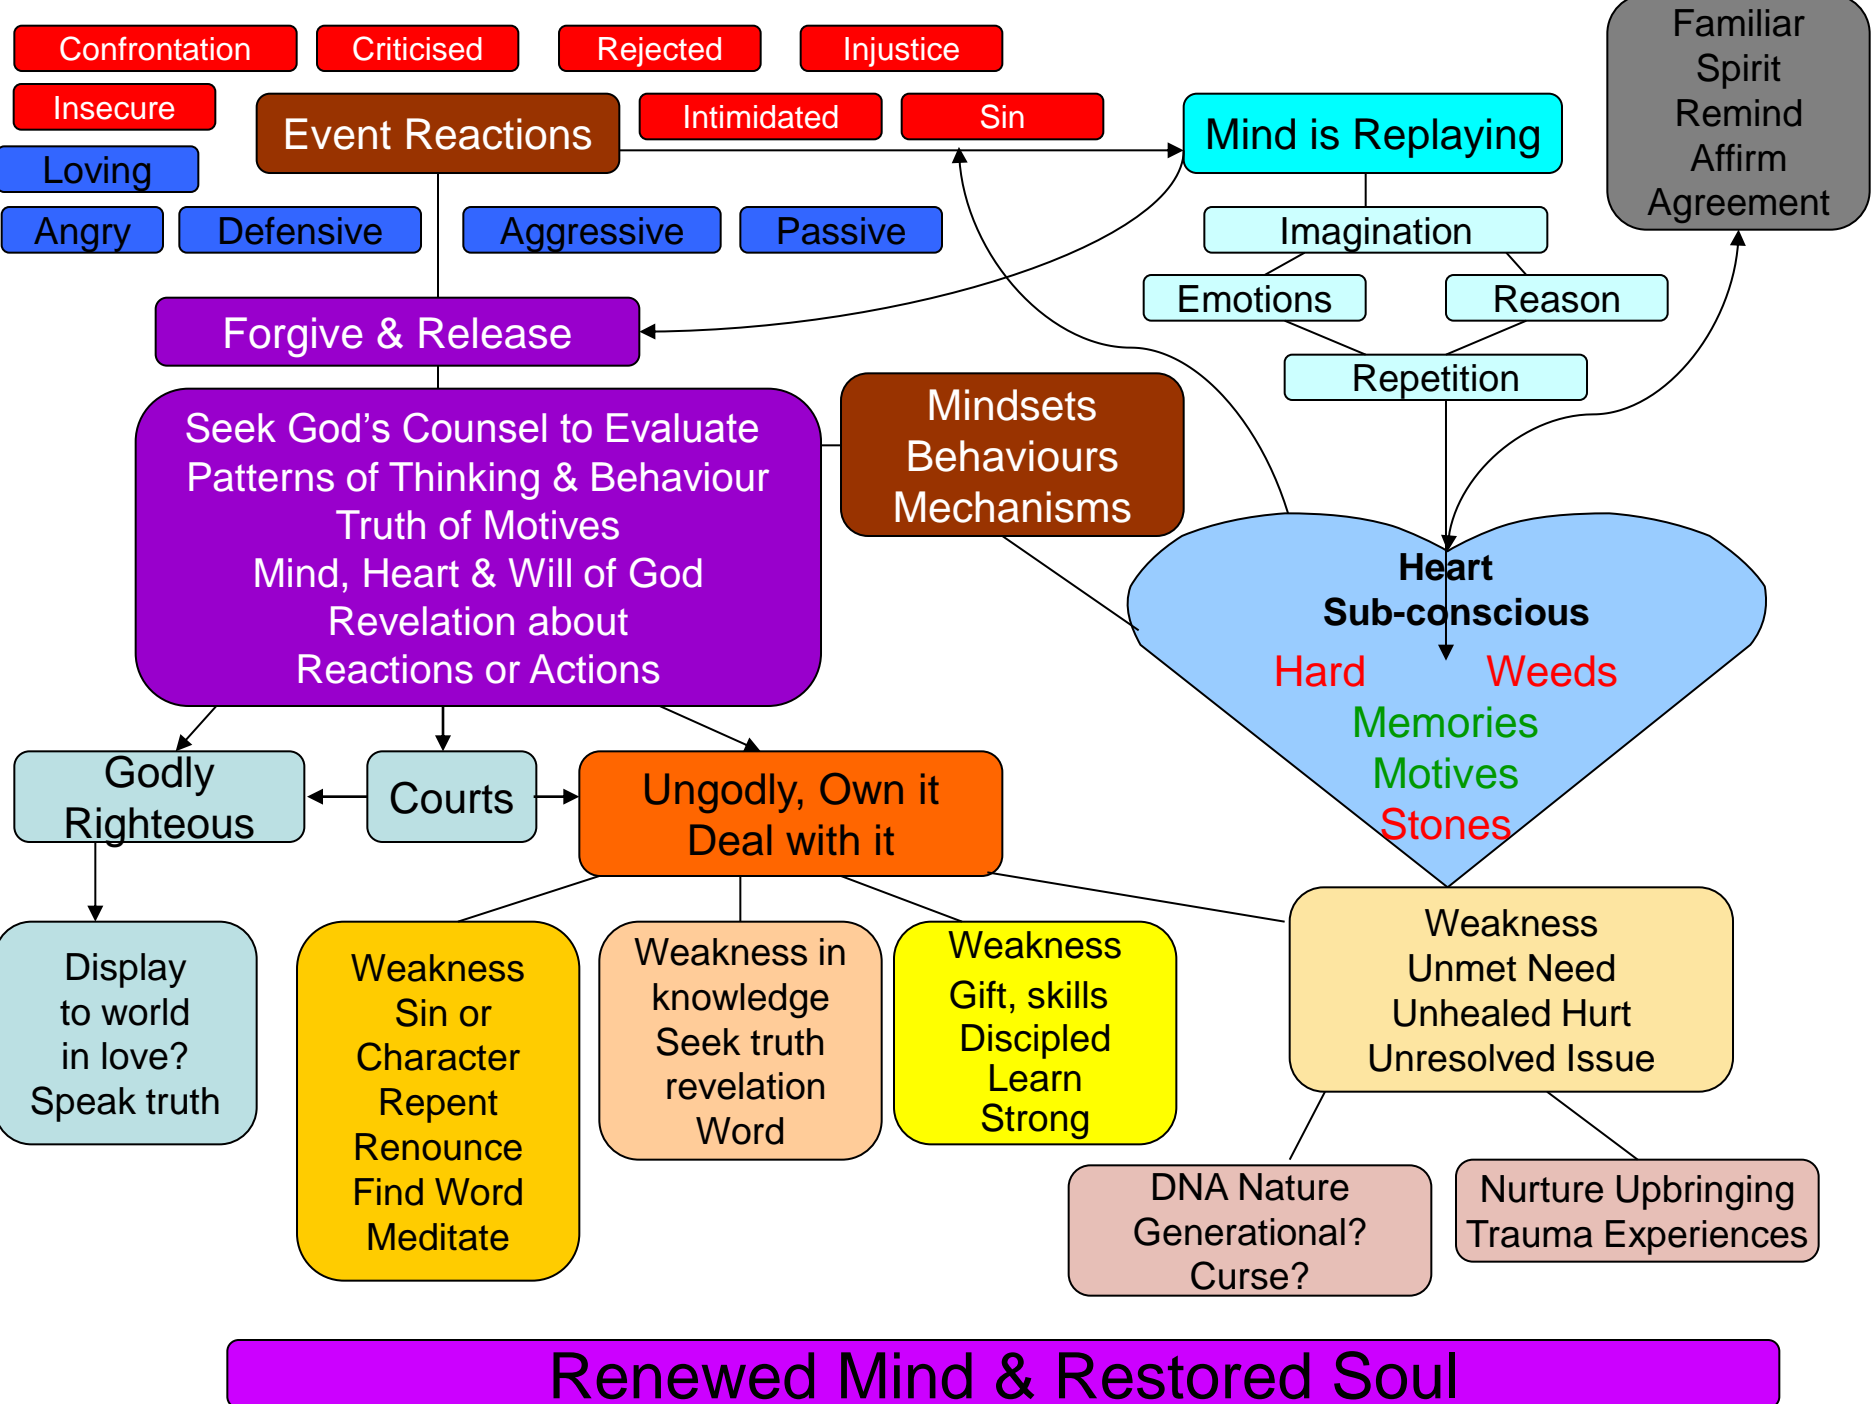 Confrontation
Criticised
Rejected
Injustice
Familiar
Spirit
Remind
Affirm
Agreement
Insecure
Event Reactions
Intimidated
Sin
Mind is Replaying
Loving
Angry
Defensive
Aggressive
Passive
Imagination
Emotions
Reason
Repetition
Forgive & Release
Seek God’s Counsel to Evaluate
Patterns of Thinking & Behaviour
Truth of Motives
Mind, Heart & Will of God
Revelation about
Reactions or Actions
Mindsets
Behaviours
Mechanisms
Heart
Sub-conscious
Hard Weeds
Memories
Motives
Stones
Godly
Righteous
Courts
Ungodly, Own it
Deal with it
Display
to world
in love?
Speak truth
Weakness
Sin or
Character
Repent
Renounce
Find Word
Meditate
Weakness in
knowledge
Seek truth
revelation
Word
Weakness
Gift, skills
Discipled
Learn
Strong
Weakness
Unmet Need
Unhealed Hurt
Unresolved Issue
DNA Nature
Generational?
Curse?
Nurture Upbringing
Trauma Experiences
Renewed Mind & Restored Soul